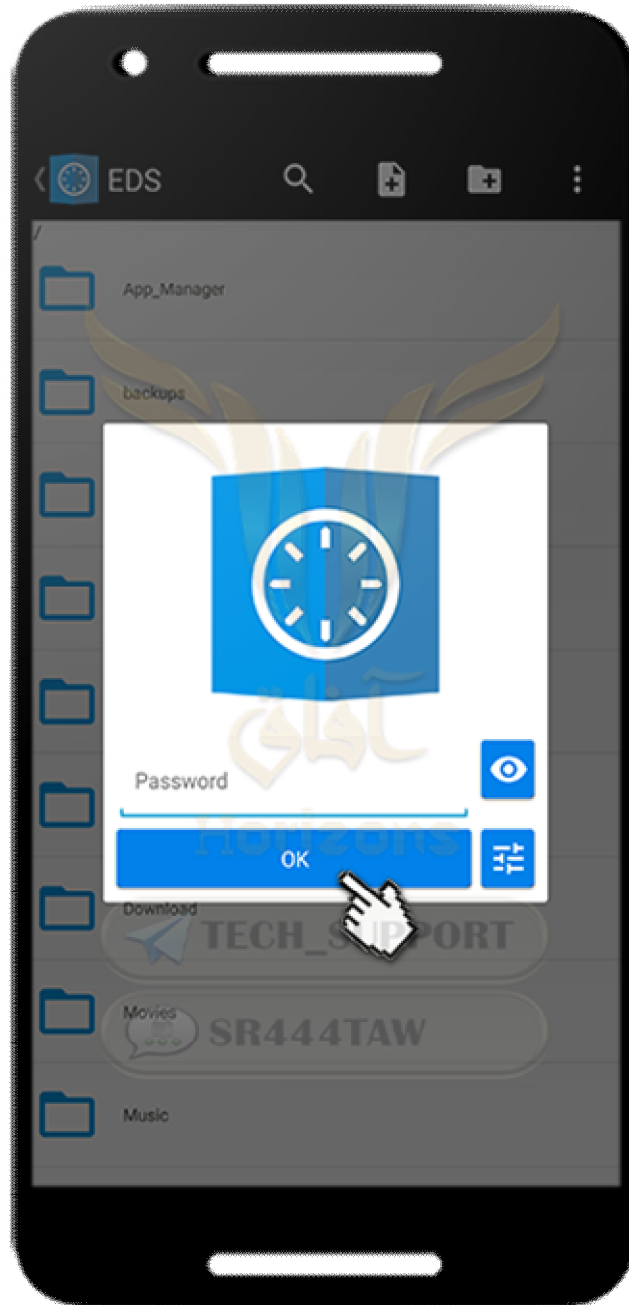 EDS
/
App_Manager
backups
آفاق
Password
Horizons
OK
Download
TECH_SUPPORT
Movies
SR444TAW
Music